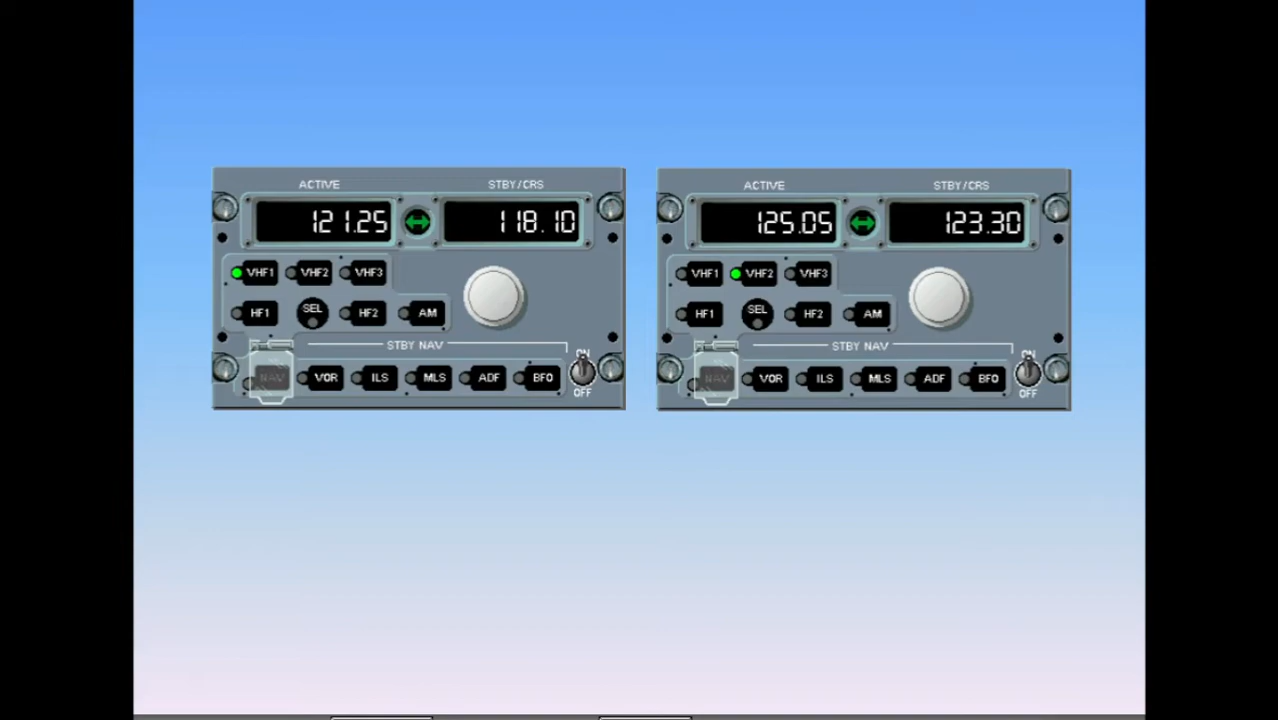 ACTIVE STBY/CRS
121.25 118.10
VHF1 VHF2 VHF3
HF1 SEL HF2 AM
STBY NAV
ON
NAV VOR ILS MLS ADF BFO
OFF
ACTIVE STBY/CRS
125.05 123.30
VHF1 VHF2 VHF3
HF1 SEL HF2 AM
STBY NAV
ON
NAV VOR ILS MLS ADF BFO
OFF